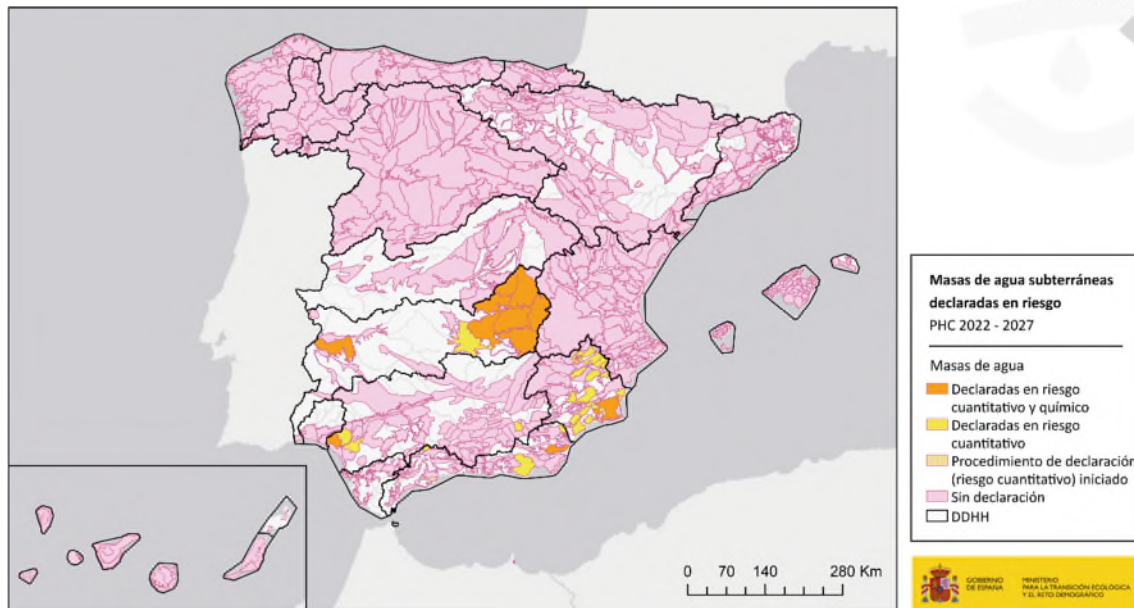 Masas de agua subterráneas
declaradas en riesgo
PHC 2022 - 2027
Masas de agua
Declaradas en riesgo
cuantitativo y químico
Declaradas en riesgo
cuantitativo
Procedimiento de declaración
(riesgo cuantitativo) iniciado
Sin declaración
DDHH
0 70 140 280 Km
GOBIERNO
DE ESPAÑA
MINISTERIO
PARA LA TRANSICIÓN ECOLÓGICA
Y EL RETO DEMOGRÁFICO